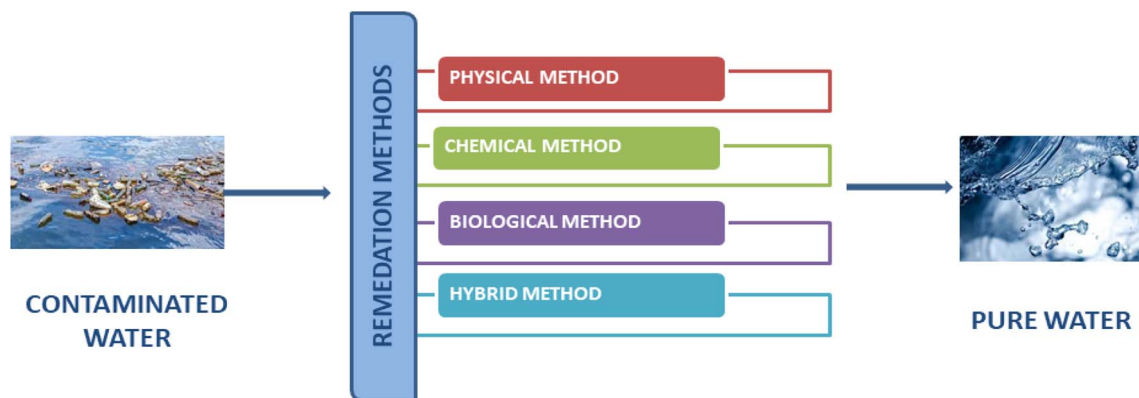 CONTAMINATED
WATER
REMEDATION METHODS
PHYSICAL METHOD
CHEMICAL METHOD
BIOLOGICAL METHOD
HYBRID METHOD
PURE WATER